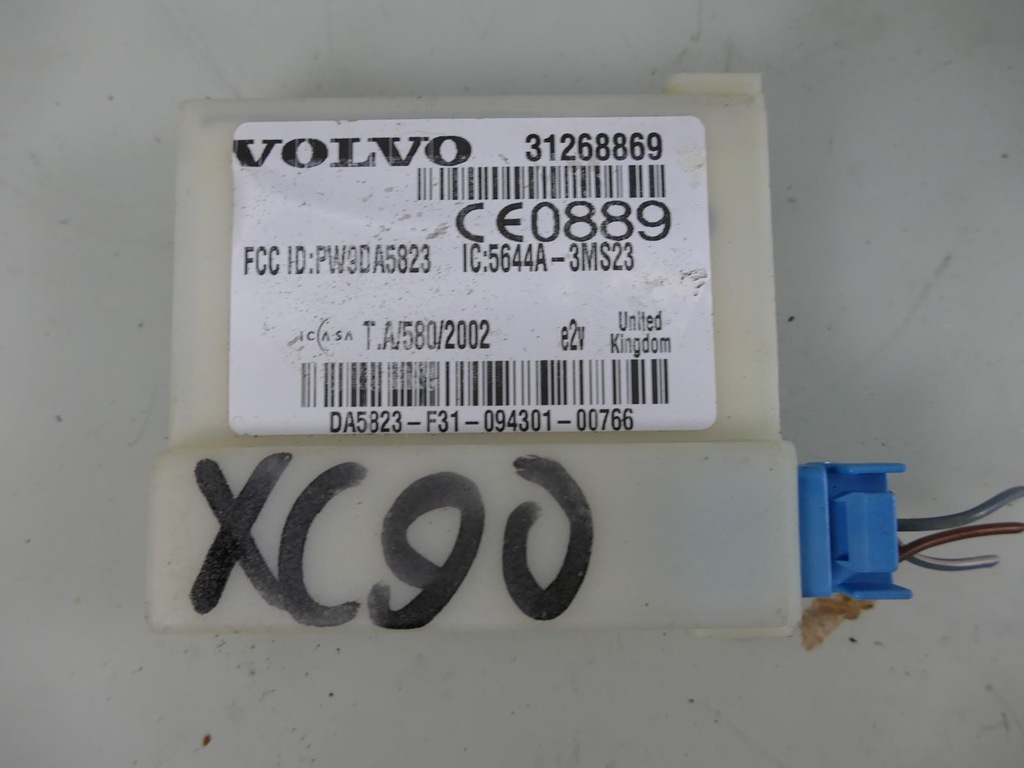 VOLVO 31268869
CE0889
FCC ID:PW9DA5823 IC:5644A-3MS23
ICASA T.A/580/2002 e2v United Kingdom
DA5823-F31-094301-00766
XC90